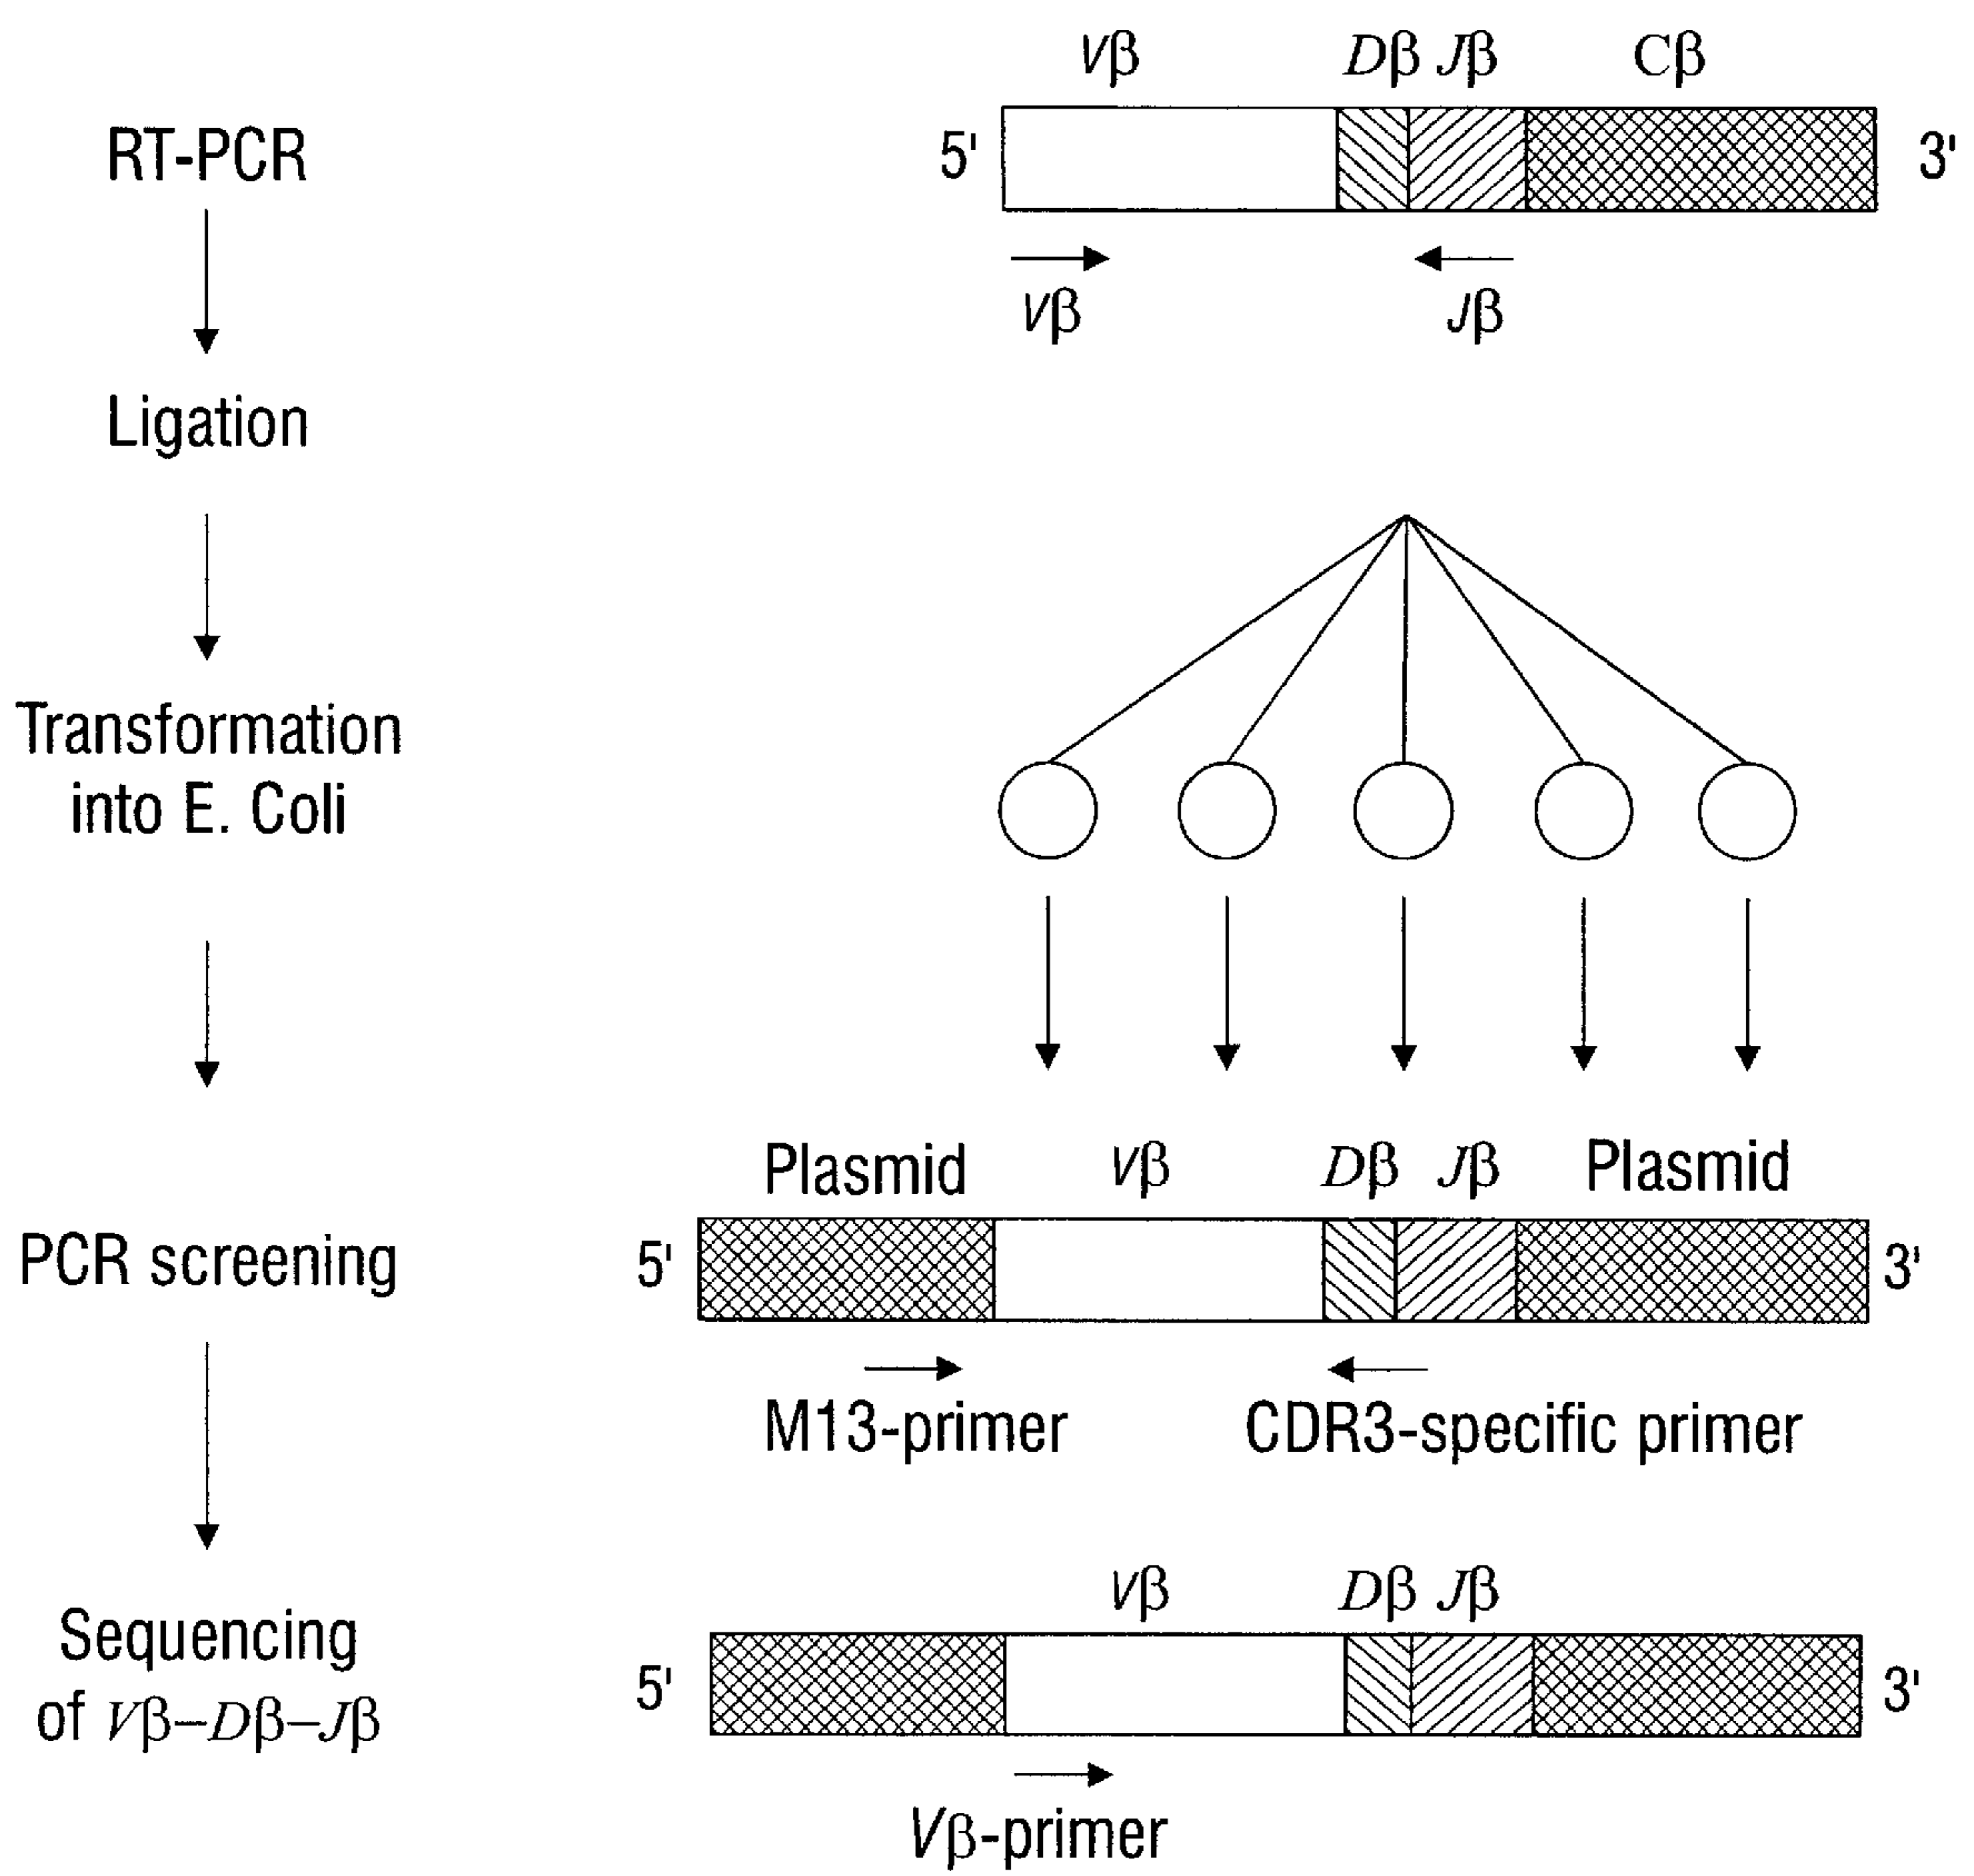 Vβ Dβ Jβ Cβ
RT-PCR 5' 3'
Vβ Jβ
Ligation
Transformation
into E. Coli
Plasmid Vβ Dβ Jβ Plasmid
PCR screening 5' 3'
M13-primer CDR3-specific primer
Vβ Dβ Jβ
Sequencing
of Vβ–Dβ–Jβ
5' 3'
Vβ-primer